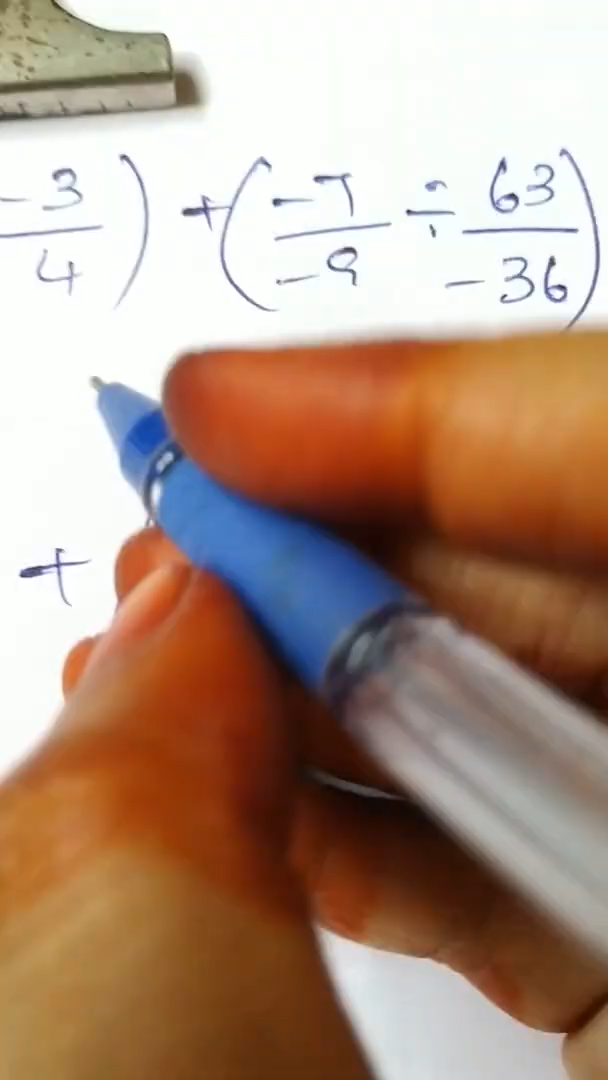 -3/4) + (-7/-9 ÷ 63/-36)
+